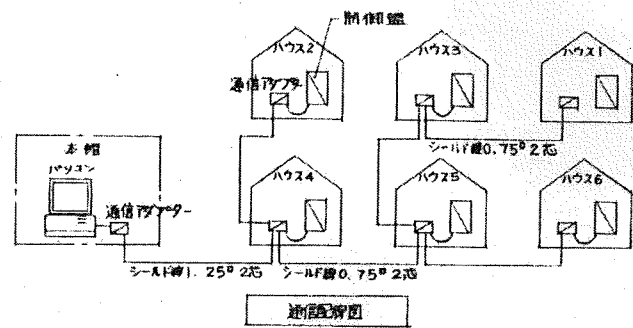 制御盤
ハウス2
ハウス3
ハウス1
通信アダプター
シールド線0.75° 2芯
本館
パソコン
通信アダプター
ハウス4
ハウス5
ハウス6
シールド線1.25° 2芯
シールド線0.75° 2芯